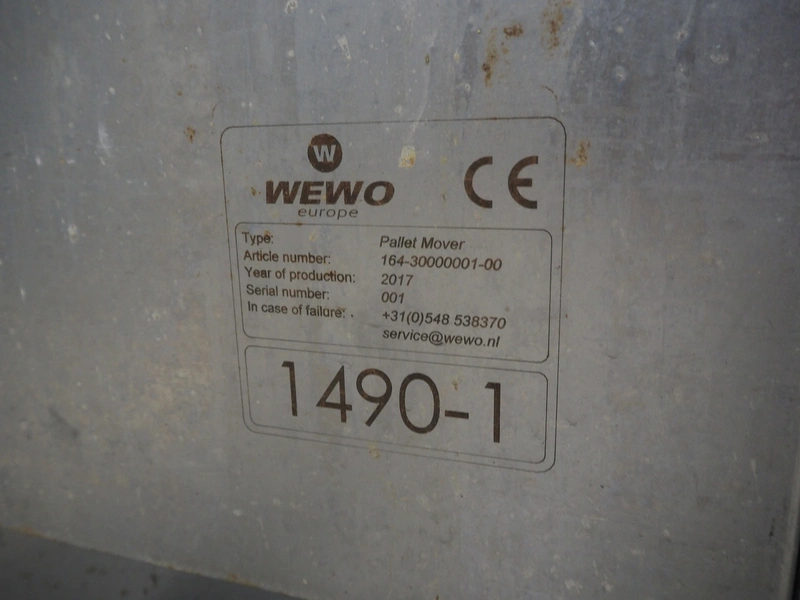 W
WEWO
europe
CE
Type: Pallet Mover
Article number: 164-30000001-00
Year of production: 2017
Serial number: 001
In case of failure: +31(0)548 538370
service@wewo.nl
1490-1